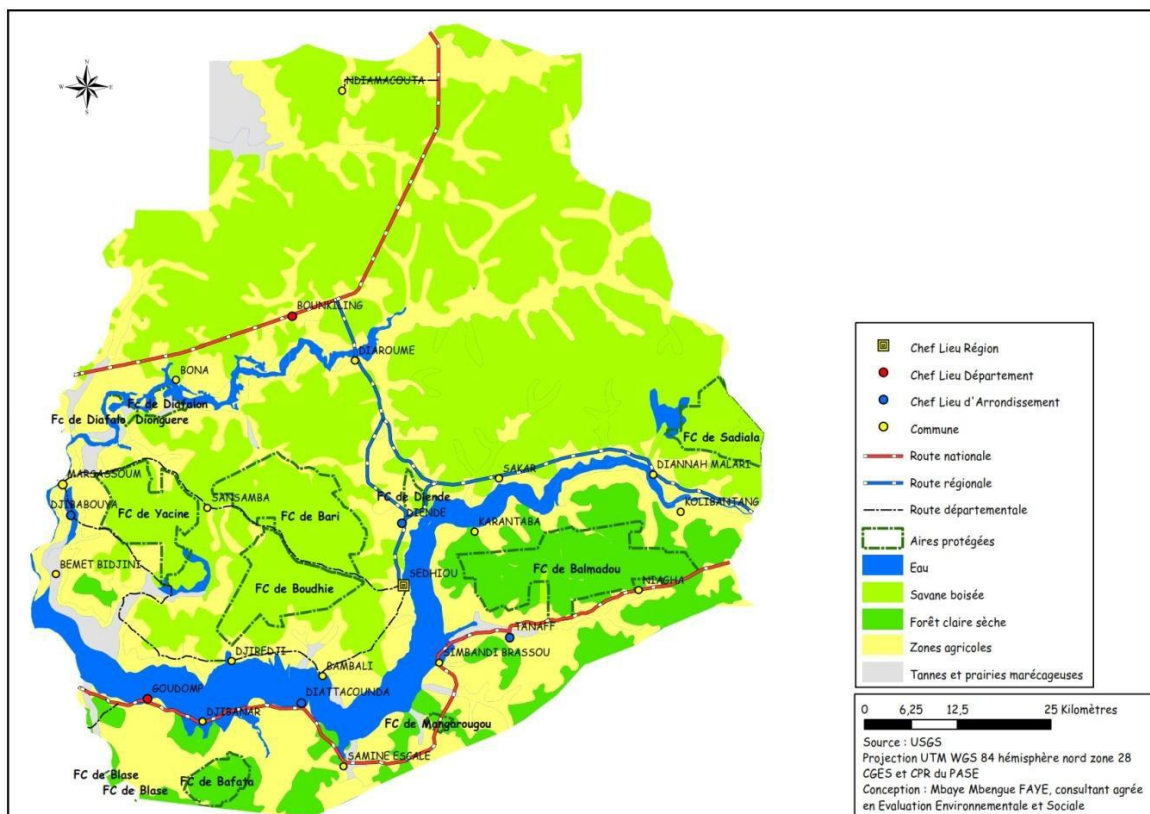 N
W
E
S
NDIAMACOUTA
BOUNKILING
DIAROUME
BONA
FC de Diafalon
FC de Diafalo Dionguere
FC de Sadiala
MARSASSOUM
SAKAR
DIANNAH MALARI
SANSAMBA
FC de Diende
DJIBABOUYA
FC de Yacine
FC de Bari
DIENDE
KOLIBANTANG
KARANTABA
BEMET BIDJINI
FC de Boudhie
SEDHIOU
FC de Balmadou
NIAGHA
TANAFF
DJIREDJI
SIMBANDI BRASSOU
BAMBALI
GOUDOMP
DIATTACOUNDA
DJIBANAR
FC de Mangarougou
SAMINE ESCALE
FC de Blase
FC de Blase
FC de Bafata
Chef Lieu Région
Chef Lieu Département
Chef Lieu d'Arrondissement
Commune
Route nationale
Route régionale
Route départementale
Aires protégées
Eau
Savane boisée
Forêt claire sèche
Zones agricoles
Tannes et prairies marécageuses
0 6,25 12,5 25 Kilomètres
Source : USGS
Projection UTM WGS 84 hémisphère nord zone 28
CGES et CPR du PASE
Conception : Mbaye Mbengue FAYE, consultant agrée
en Evaluation Environnementale et Sociale